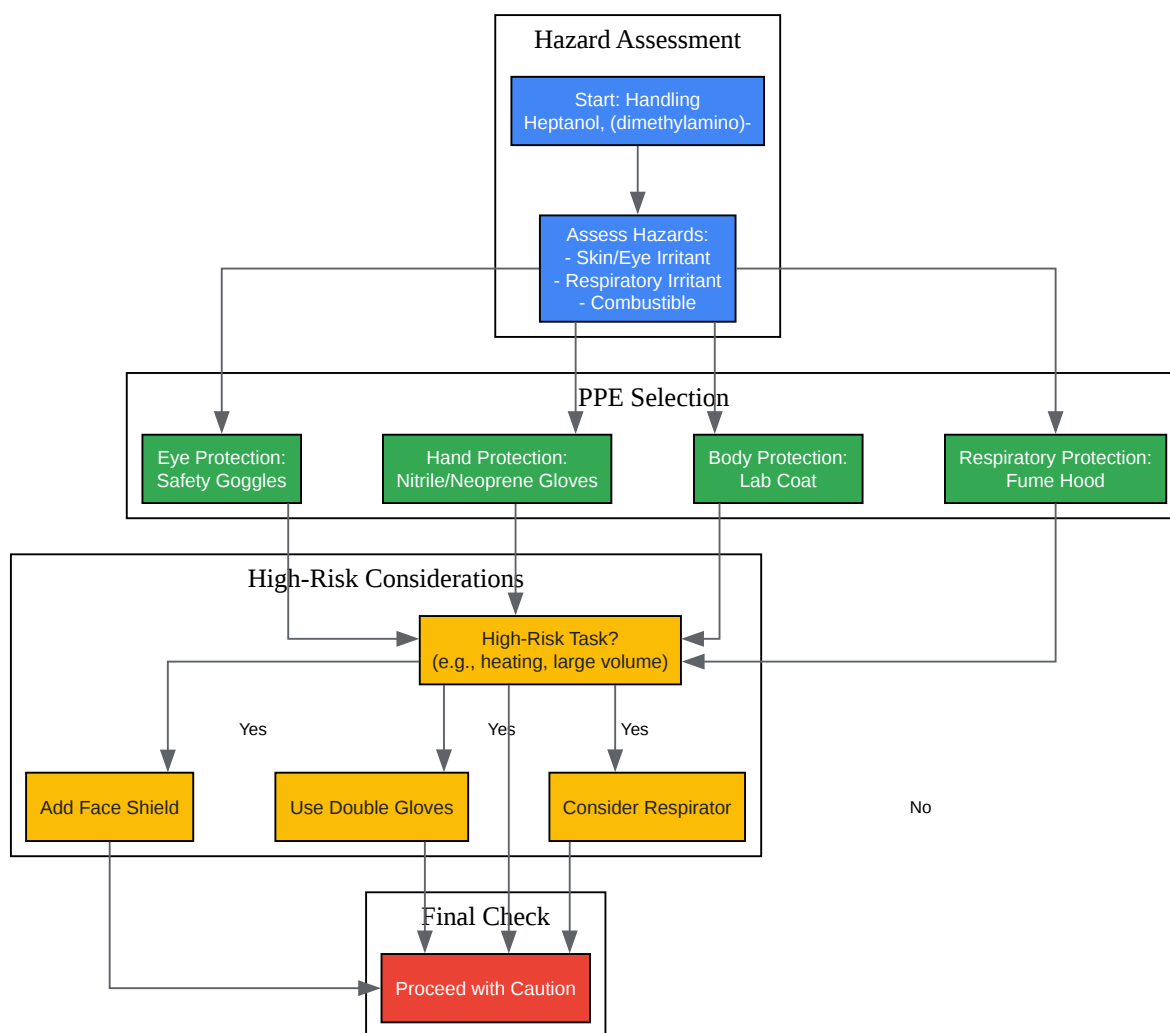 Hazard Assessment
Start: Handling
Heptanol, (dimethylamino)-
Assess Hazards:
- Skin/Eye Irritant
- Respiratory Irritant
- Combustible
PPE Selection
Eye Protection:
Safety Goggles
Hand Protection:
Nitrile/Neoprene Gloves
Body Protection:
Lab Coat
Respiratory Protection:
Fume Hood
High-Risk Considerations
High-Risk Task?
(e.g., heating, large volume)
Yes
Yes
Yes
Add Face Shield
Use Double Gloves
Consider Respirator
No
Final Check
Proceed with Caution